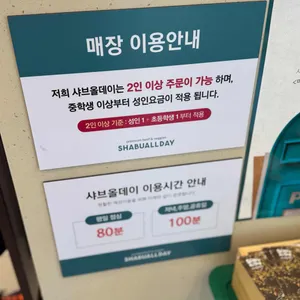 매장 이용안내
저희 샤브올데이는 2인 이상 주문이 가능 하며,
중학생 이상부터 성인요금이 적용 됩니다.
2인 이상 기준 : 성인 1 + 초등학생 1 부터 적용
SHABUALLDAY
샤브올데이 이용시간 안내
평일 점심
80분
저녁,주말,공휴일
100분
SHABUALLDAY